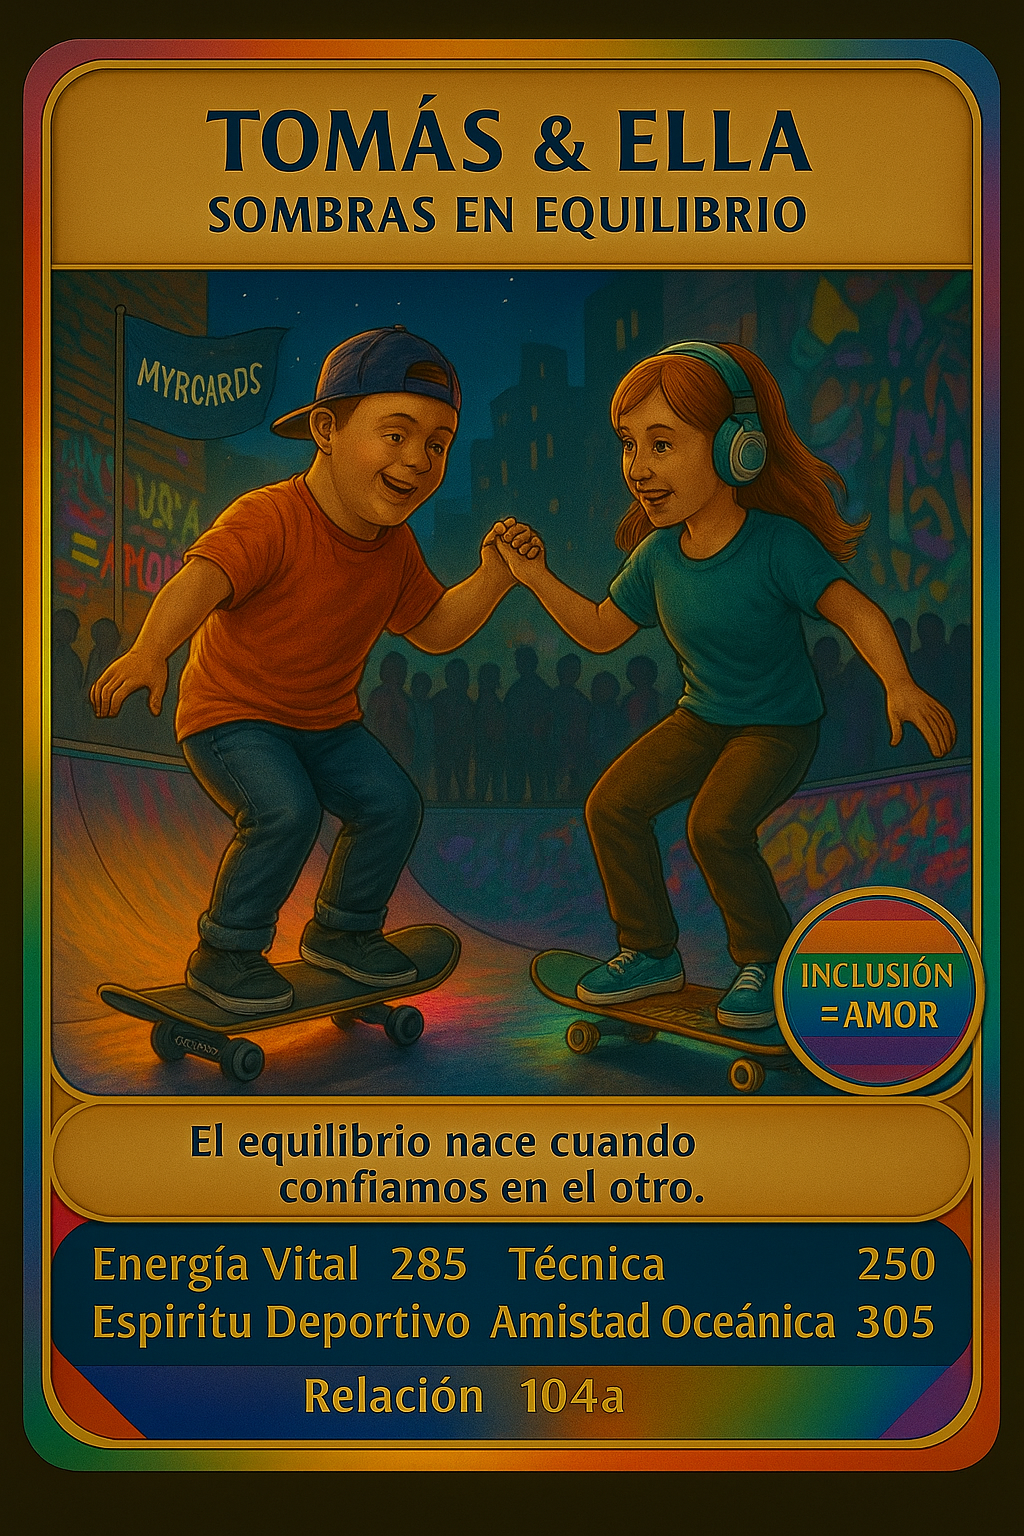 TOMÁS & ELLA
SOMBRAS EN EQUILIBRIO
MYRCARDS
INCLUSIÓN
=AMOR
El equilibrio nace cuando
confiamos en el otro.
Energía Vital 285 Técnica 250
Espiritu Deportivo Amistad Oceánica 305
Relación 104a